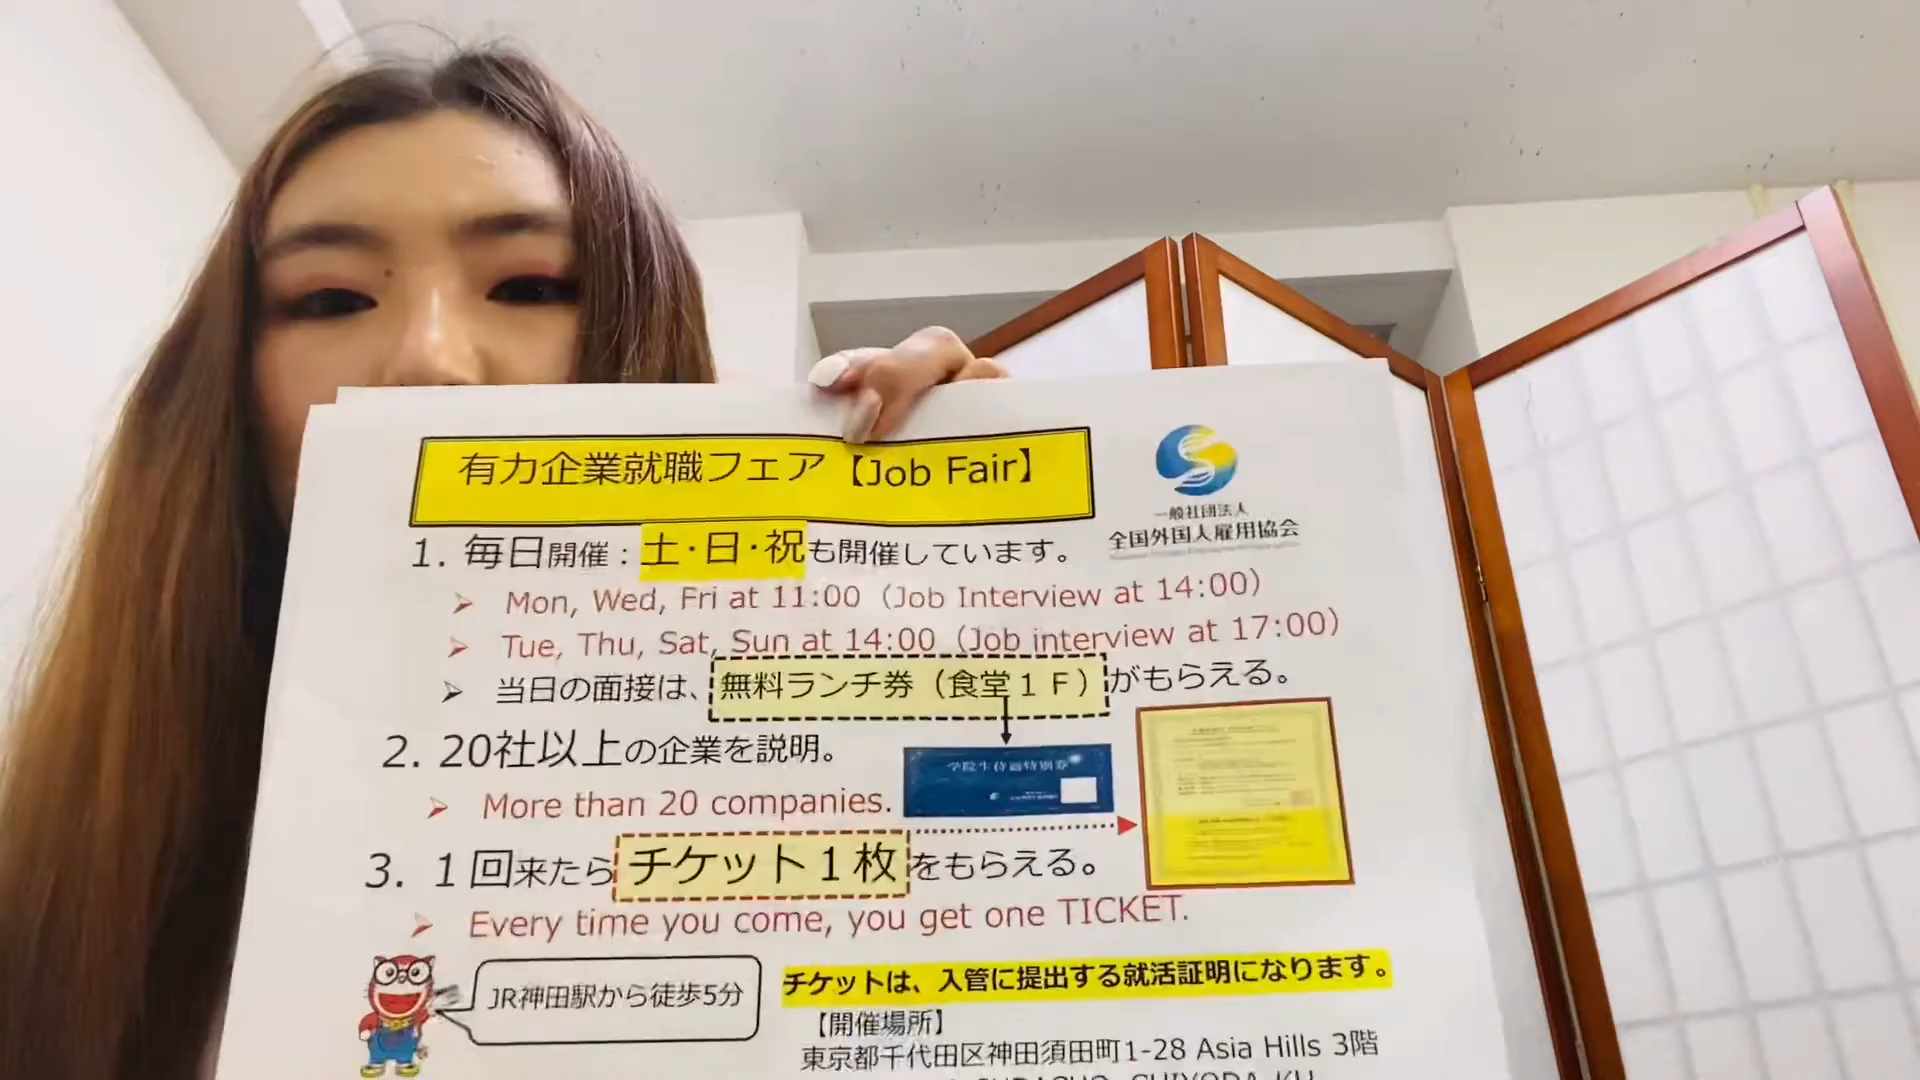 有力企業就職フェア【Job Fair】
一般社団法人
全国外国人雇用協会
1. 毎日開催：土・日・祝も開催しています。
➢ Mon, Wed, Fri at 11:00（Job Interview at 14:00）
➢ Tue, Thu, Sat, Sun at 14:00（Job interview at 17:00）
➢ 当日の面接は、無料ランチ券（食堂１Ｆ）がもらえる。
2. 20社以上の企業を説明。
➢ More than 20 companies.
学院生待遇特別券
3. １回来たらチケット１枚をもらえる。
➢ Every time you come, you get one TICKET.
JR神田駅から徒歩5分
チケットは、入管に提出する就活証明になります。
【開催場所】
東京都千代田区神田須田町1-28 Asia Hills 3階